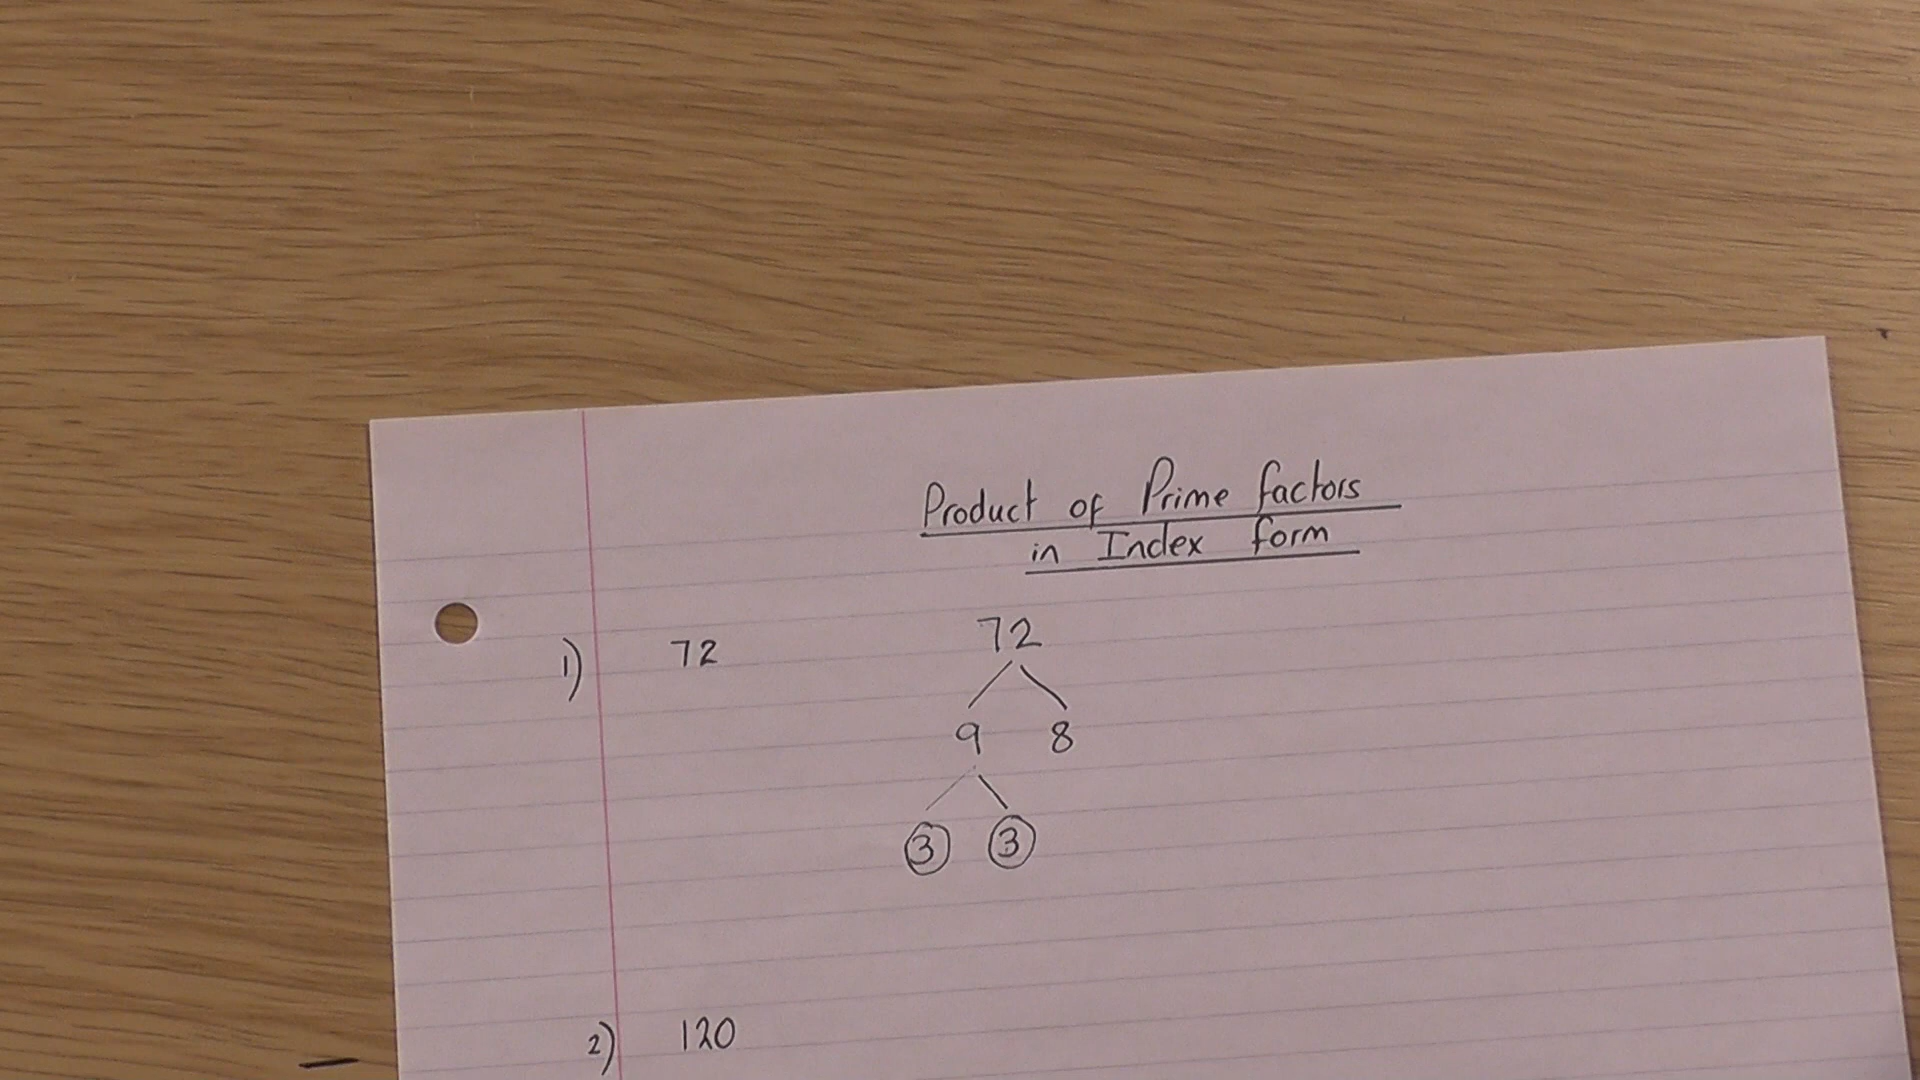 Product of Prime factors
in Index form
1) 72 72
9 8
3 3
2) 120